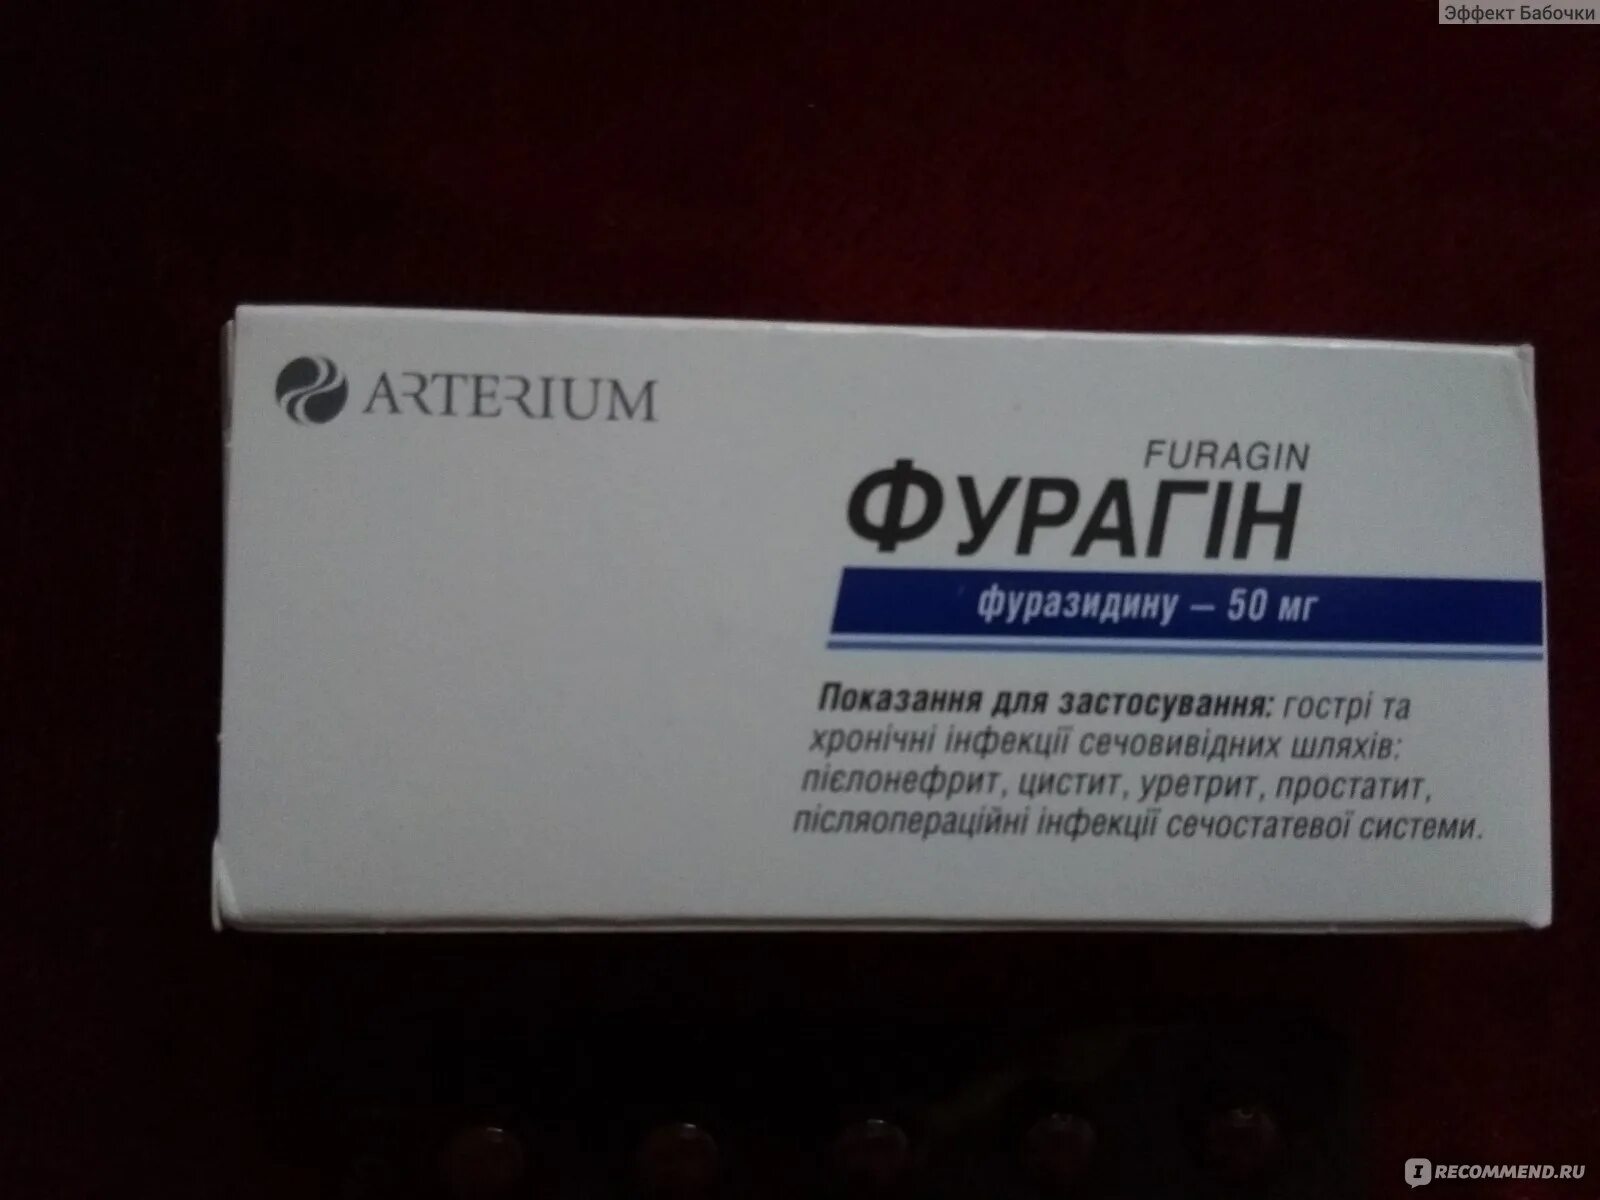 Эффект Бабочки
ARTERIUM
FURAGIN
ФУРАГІН
фуразидину – 50 мг
Показання для застосування: гострі та
хронічні інфекції сечовивідних шляхів:
пієлонефрит, цистит, уретрит, простатит,
післяопераційні інфекції сечостатевої системи.
IRECOMMEND.RU